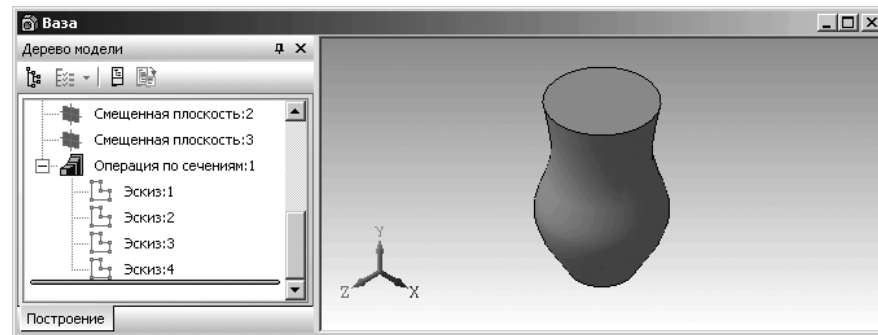 Ваза
Дерево модели
Смещенная плоскость:2
Смещенная плоскость:3
Операция по сечениям:1
Эскиз:1
Эскиз:2
Эскиз:3
Эскиз:4
Построение
Y
Z
X